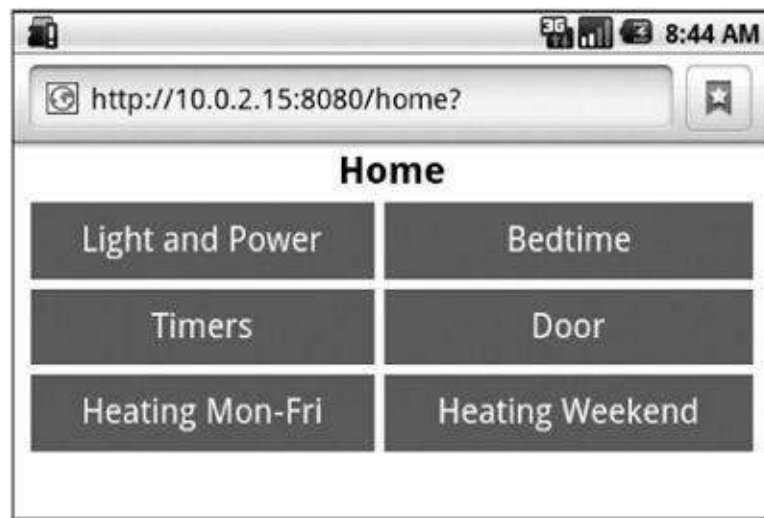 3G 8:44 AM
http://10.0.2.15:8080/home?
Home
Light and Power Bedtime
Timers Door
Heating Mon-Fri Heating Weekend